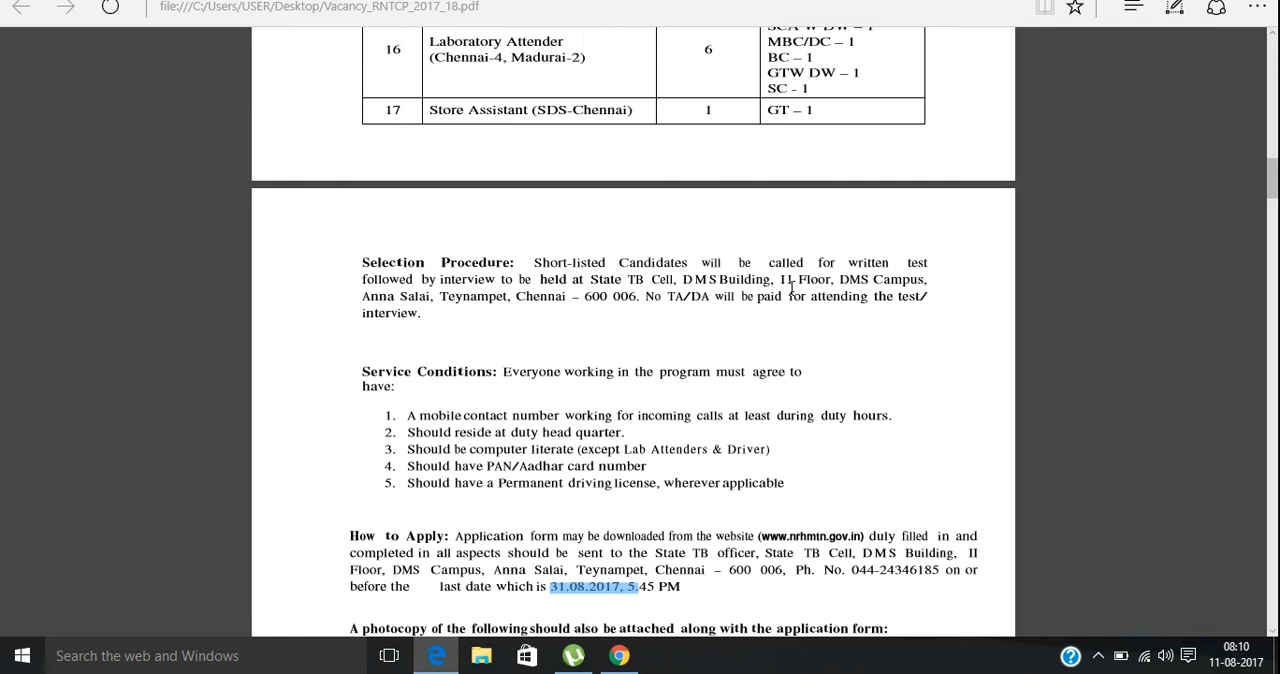 file:///C:/Users/USER/Desktop/Vacancy_RNTCP_2017_18.pdf
16 Laboratory Attender (Chennai-4, Madurai-2) 6
SCA W DW – 1
MBC/DC – 1
BC – 1
GTW DW – 1
SC - 1
17 Store Assistant (SDS-Chennai) 1 GT – 1
Selection Procedure: Short-listed Candidates will be called for written test
followed by interview to be held at State TB Cell, DMS Building, II Floor, DMS Campus,
Anna Salai, Teynampet, Chennai – 600 006. No TA/DA will be paid for attending the test/
interview.
Service Conditions: Everyone working in the program must agree to
have:
1. A mobile contact number working for incoming calls at least during duty hours.
2. Should reside at duty head quarter.
3. Should be computer literate (except Lab Attenders & Driver)
4. Should have PAN/Aadhar card number
5. Should have a Permanent driving license, wherever applicable
How to Apply: Application form may be downloaded from the website (www.nrhmtn.gov.in) duly filled in and
completed in all aspects should be sent to the State TB officer, State TB Cell, DMS Building, II
Floor, DMS Campus, Anna Salai, Teynampet, Chennai – 600 006, Ph. No. 044-24346185 on or
before the last date which is 31.08.2017, 5.45 PM
A photocopy of the following should also be attached along with the application form:
Search the web and Windows
08:10
11-08-2017